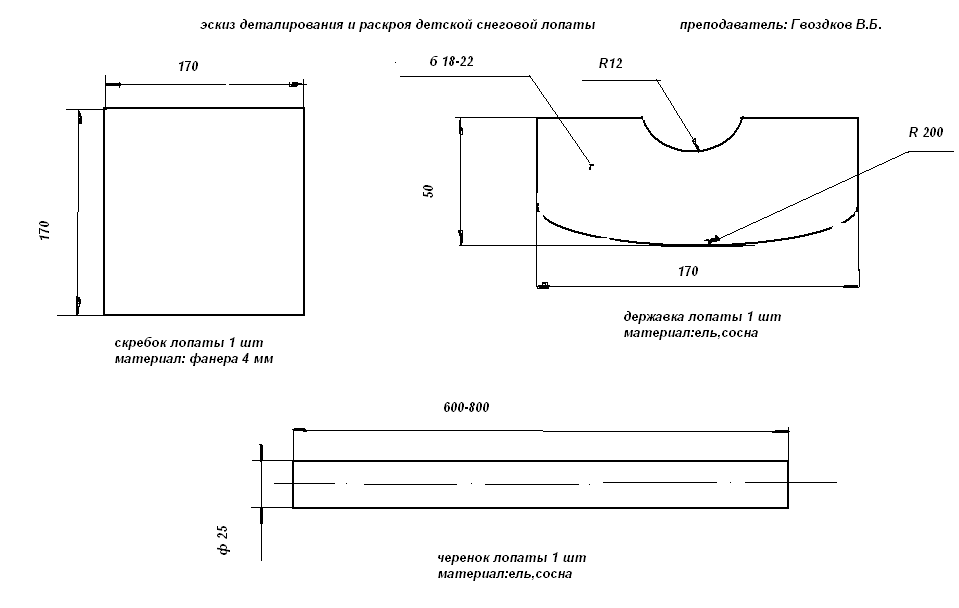 эскиз деталирования и раскроя детской снеговой лопаты
преподаватель: Гвоздков В.Б.
170
б 18-22
R12
R 200
50
170
170
державка лопаты 1 шт
материал:ель,сосна
скребок лопаты 1 шт
материал: фанера 4 мм
600-800
ф 25
черенок лопаты 1 шт
материал:ель,сосна